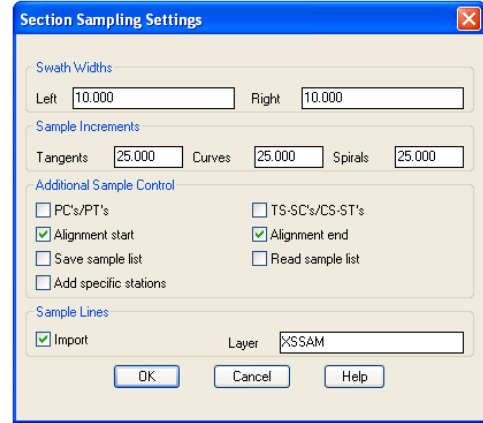 Section Sampling Settings
Swath Widths
Left 10.000 Right 10.000
Sample Increments
Tangents 25.000 Curves 25.000 Spirals 25.000
Additional Sample Control
PC's/PT's TS-SC's/CS-ST's
Alignment start Alignment end
Save sample list Read sample list
Add specific stations
Sample Lines
Import Layer XSSAM
OK Cancel Help